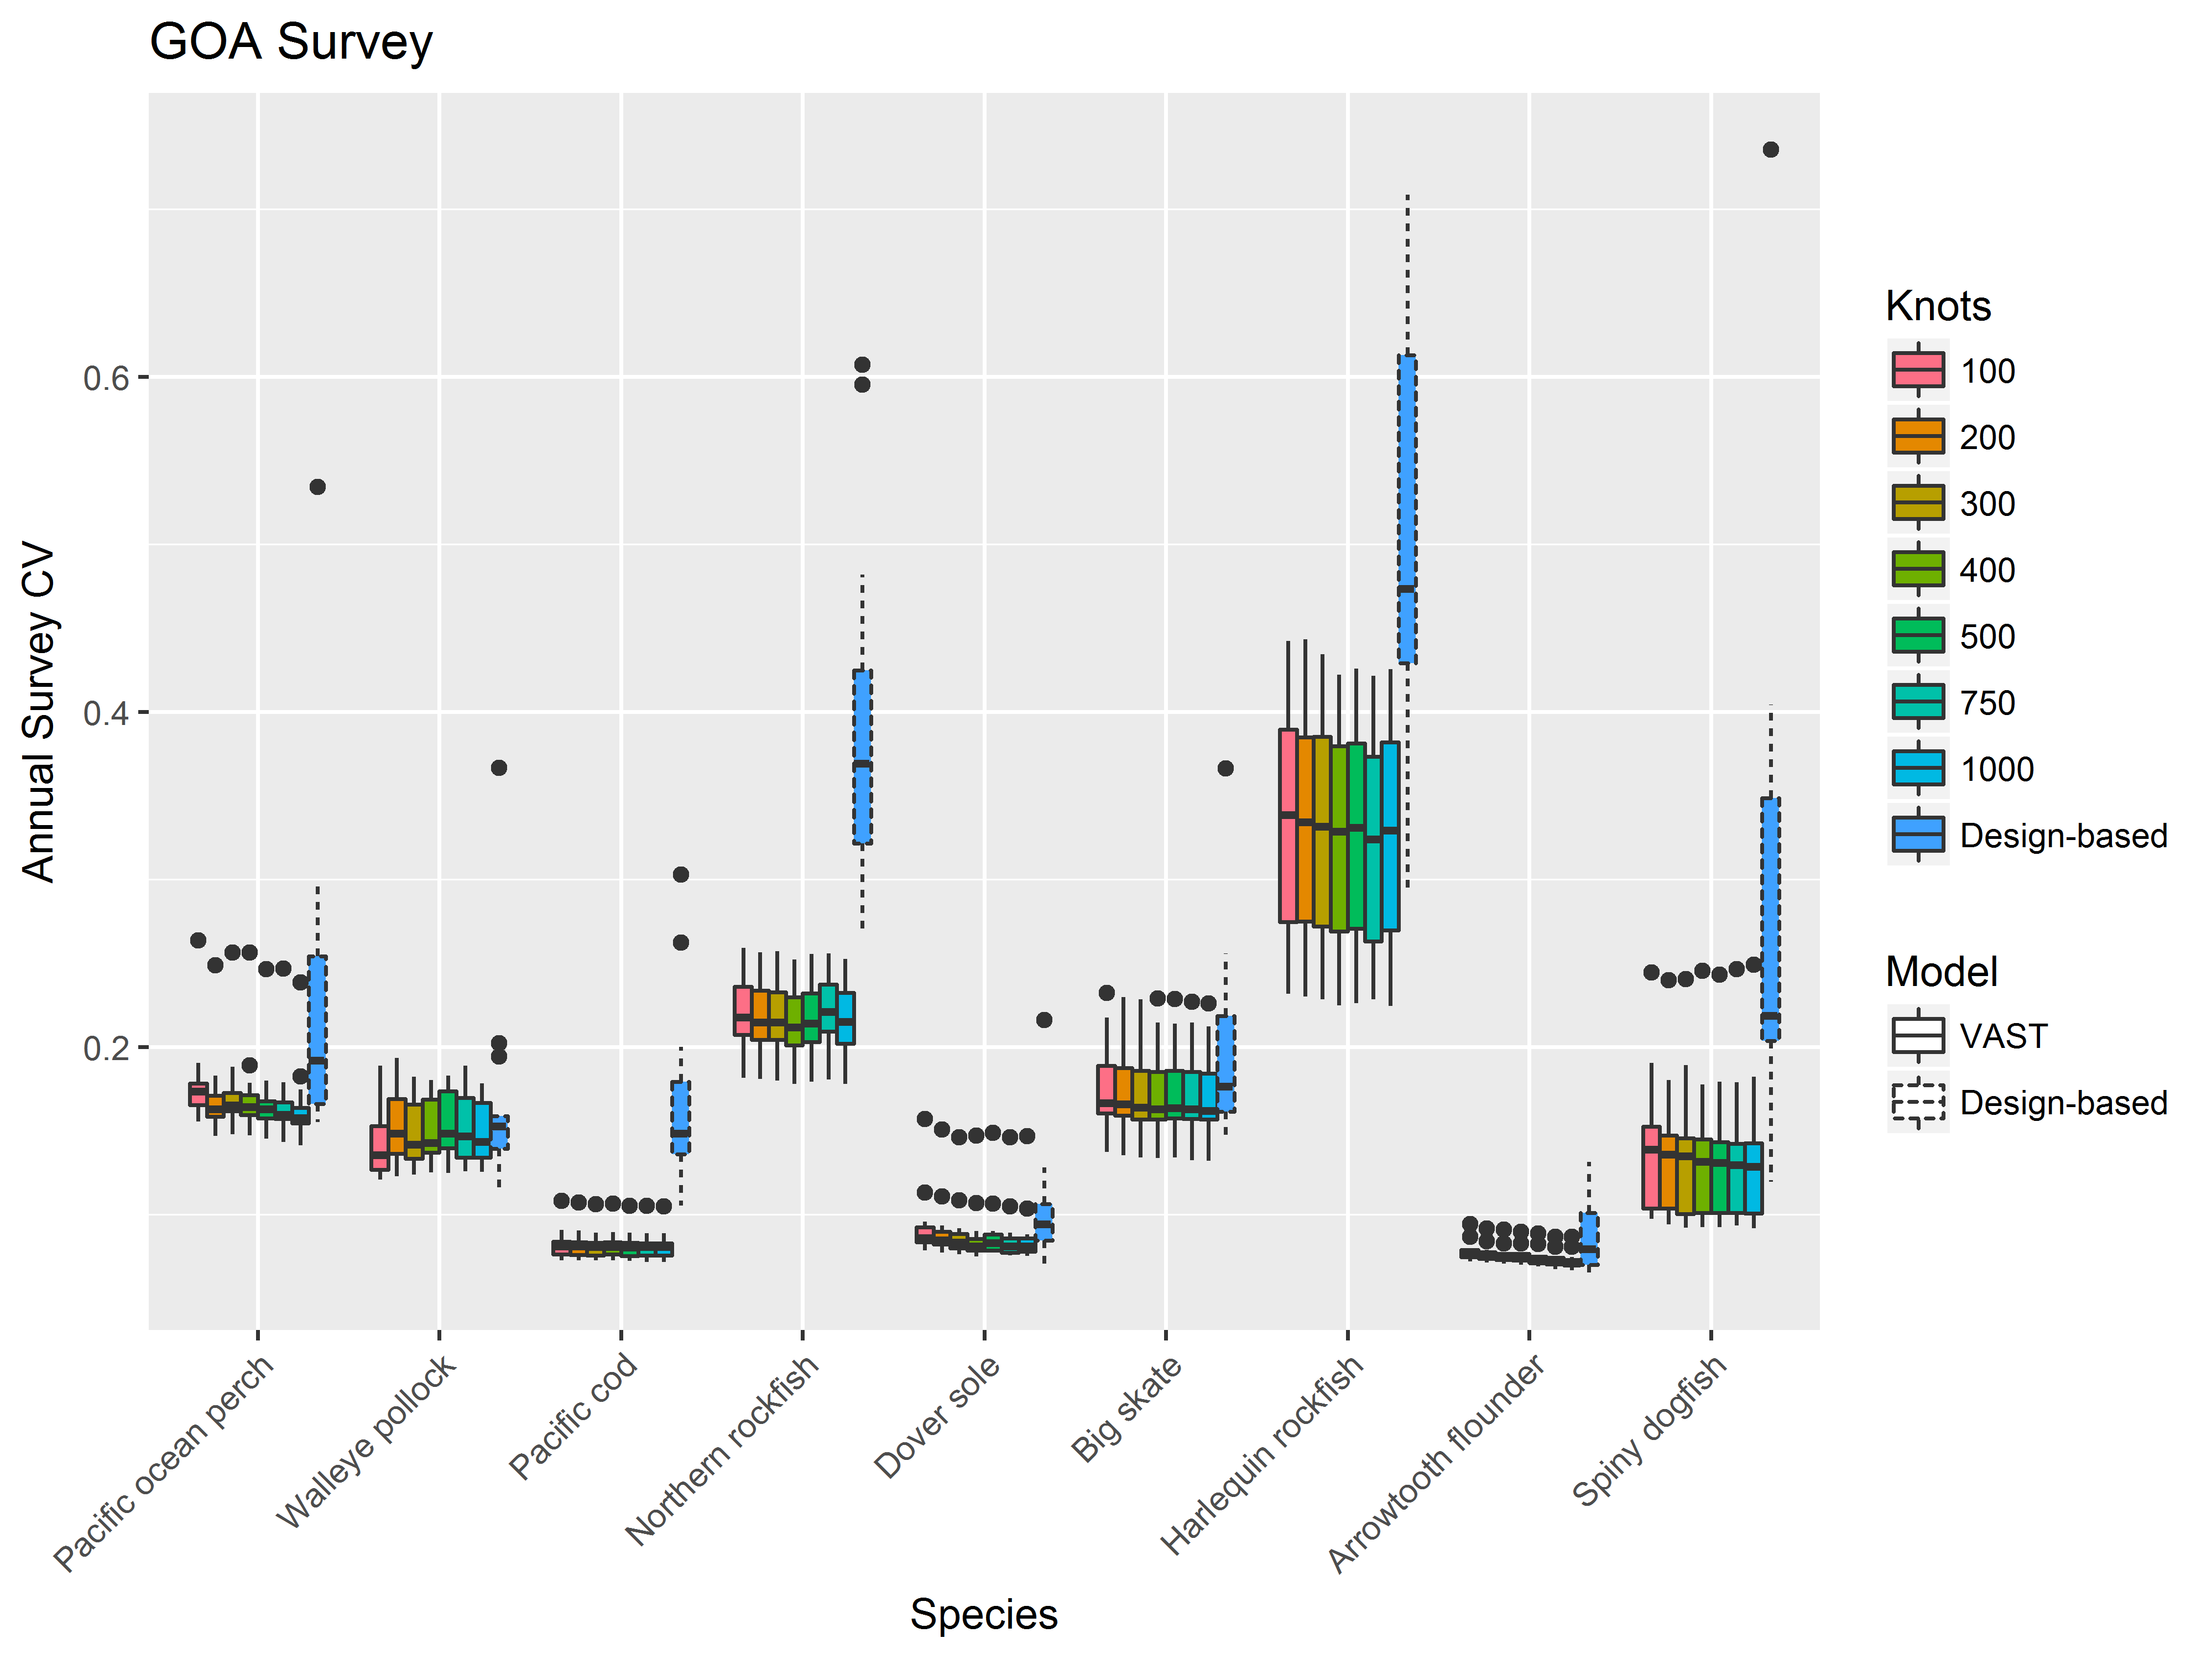 GOA Survey
Annual Survey CV
0.6
0.4
0.2
Pacific ocean perch
Walleye pollock
Pacific cod
Northern rockfish
Dover sole
Big skate
Harlequin rockfish
Arrowtooth flounder
Spiny dogfish
Species
Knots
100
200
300
400
500
750
1000
Design-based
Model
VAST
Design-based